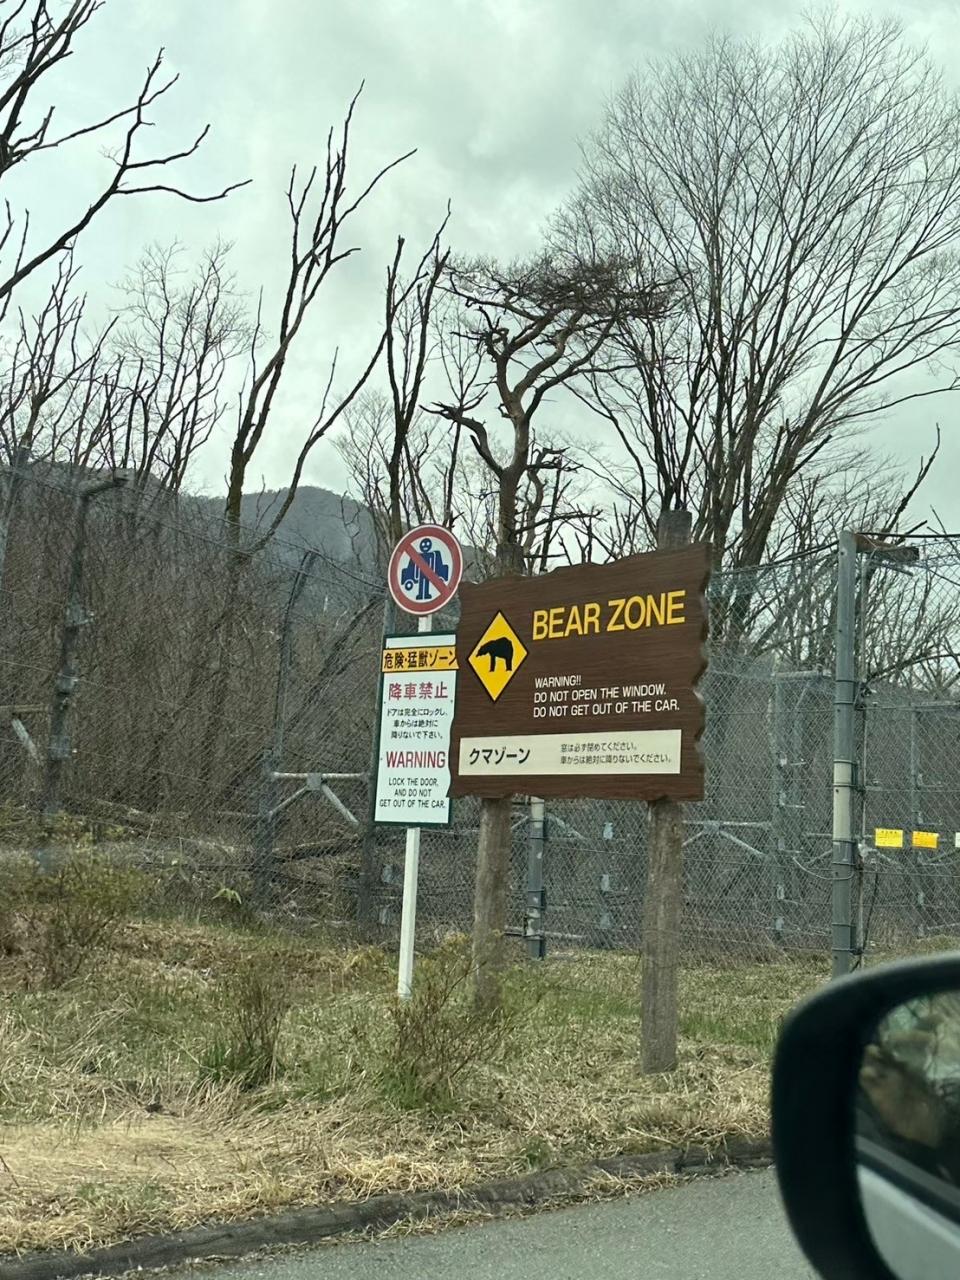 危険・猛獣ゾーン
降車禁止
ドアは完全にロックし、
車からは絶対に
降りないで下さい。
WARNING
LOCK THE DOOR,
AND DO NOT
GET OUT OF THE CAR.
BEAR ZONE
WARNING!!
DO NOT OPEN THE WINDOW.
DO NOT GET OUT OF THE CAR.
クマゾーン
窓は必ず閉めてください。
車からは絶対に降りないでください。